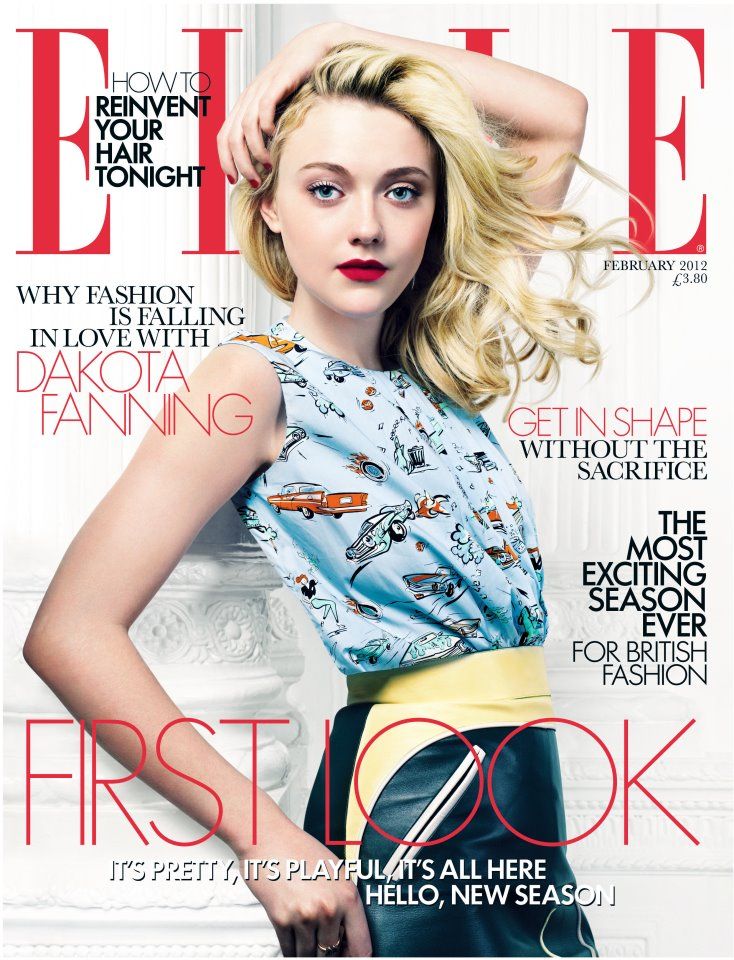 ELLE
HOW TO
REINVENT
YOUR
HAIR
TONIGHT
®
FEBRUARY 2012
£3.80
WHY FASHION
IS FALLING
IN LOVE WITH
DAKOTA
FANNING
GET IN SHAPE
WITHOUT THE
SACRIFICE
THE
MOST
EXCITING
SEASON
EVER
FOR BRITISH
FASHION
FIRST LOOK
IT'S PRETTY, IT'S PLAYFUL, IT'S ALL HERE
HELLO, NEW SEASON